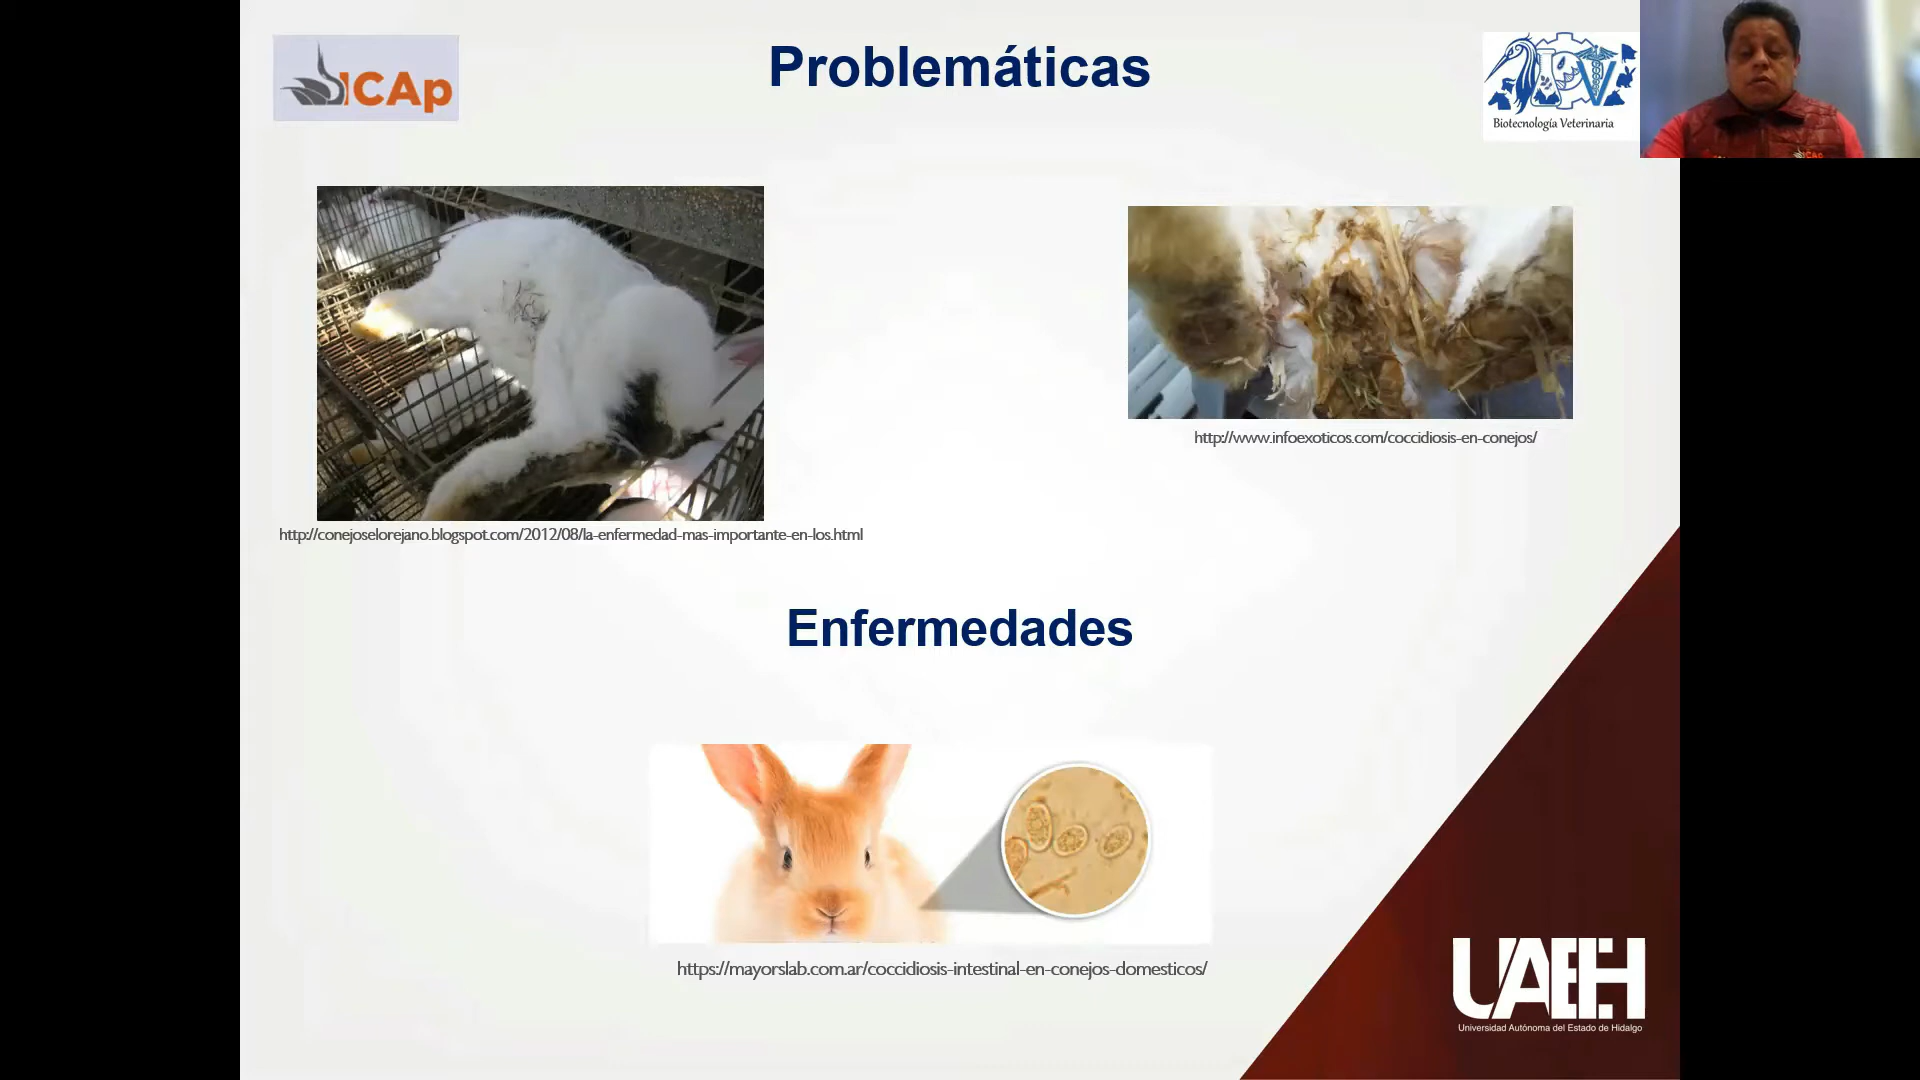 ICAp
Problemáticas
Biotecnología Veterinaria
http://www.infoexoticos.com/coccidiosis-en-conejos/
http://conejoselorejano.blogspot.com/2012/08/la-enfermedad-mas-importante-en-los.html
Enfermedades
https://mayorslab.com.ar/coccidiosis-intestinal-en-conejos-domesticos/
UAEH
Universidad Autónoma del Estado de Hidalgo